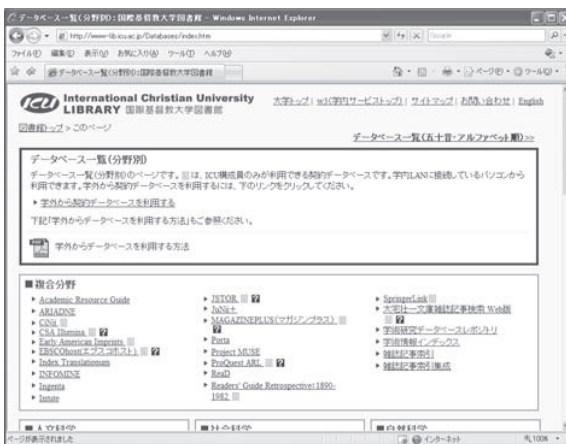 データベース一覧(分野別):国際基督教大学図書館 - Windows Internet Explorer
http://www-lib.icu.ac.jp/Databases/index.htm
Google
ファイル(F) 編集(E) 表示(V) お気に入り(A) ツール(T) ヘルプ(H)
データベース一覧(分野別):国際基督教大学図書館
ページ(P) ツール(O)
ICU International Christian University
LIBRARY 国際基督教大学図書館
大学トップ | w3(学内サービストップ) | サイトマップ | お問い合わせ | English
図書館トップ > このページ
データベース一覧(五十音・アルファベット順) >>
データベース一覧(分野別)
データベース一覧(分野別)のページです。 は、ICU構成員のみが利用できる契約データベースです。学内LANに接続しているパソコンから
利用できます。学外から契約データベースを利用するには、下のリンクをクリックしてください。
学外から契約データベースを利用する
下記「学外からデータベースを利用する方法」もご参照ください。
学外からデータベースを利用する方法
■複合分野
Academic Resource Guide
ARIADNE
CiNii
CSA Illumina
Early American Imprints
EBSCOhost(エブスコホスト)
Index Translationum
INFOMINE
Ingenta
Intute
JSTOR
JuNii+
MAGAZINEPLUS(マガジンプラス)
Porta
Project MUSE
ProQuest ARL
ReaD
Readers' Guide Retrospective:1890-
1982
SpringerLink
大宅壮一文庫雑誌記事検索 Web版
学術研究データベースレポジトリ
学術情報インデックス
雑誌記事索引
雑誌記事索引集成
■人文科学 ■社会科学 ■自然科学
ページが表示されました
インターネット 100%